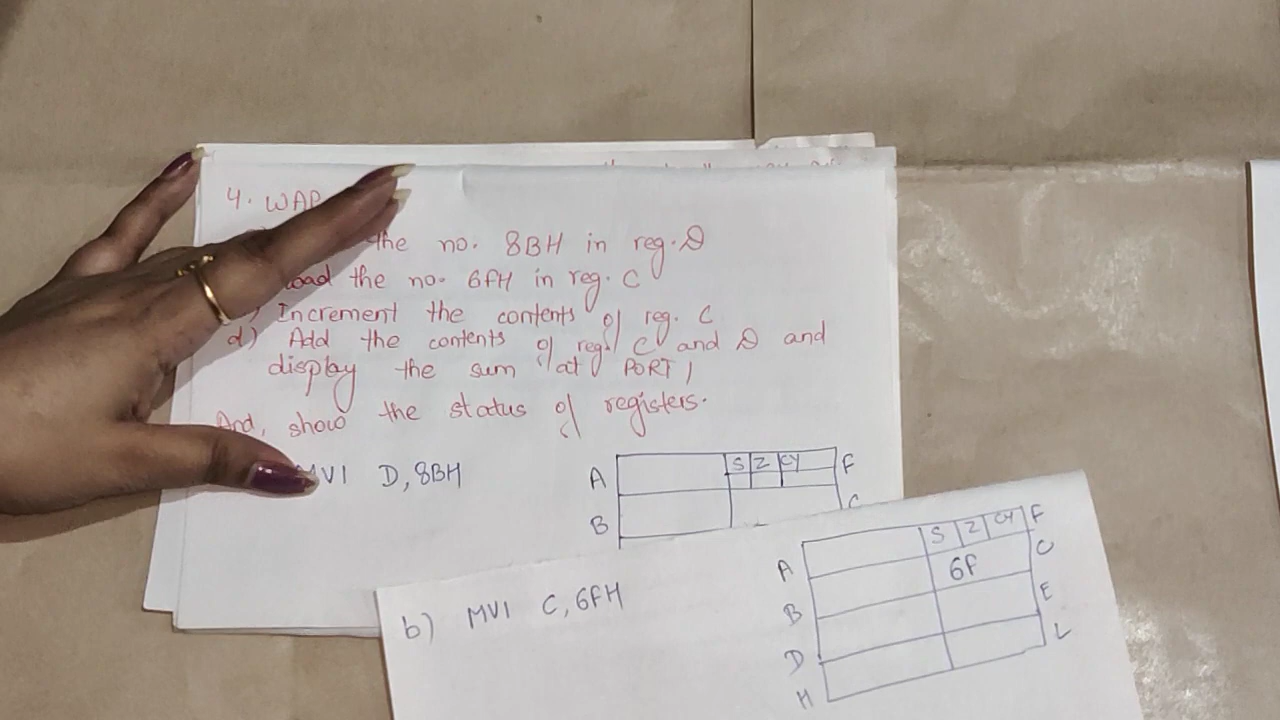 4. WAP
the no. 8BH in reg. D
the no. 6FH in reg. C
Increment the contents of reg. C
d) Add the contents of reg. C and D and
display the sum at PORT 1
And, show the status of registers.
MVI D, 8BH
A S Z CY F
B C
b) MVI C, 6FH
A S Z CY F
B 6F C
D E
H L